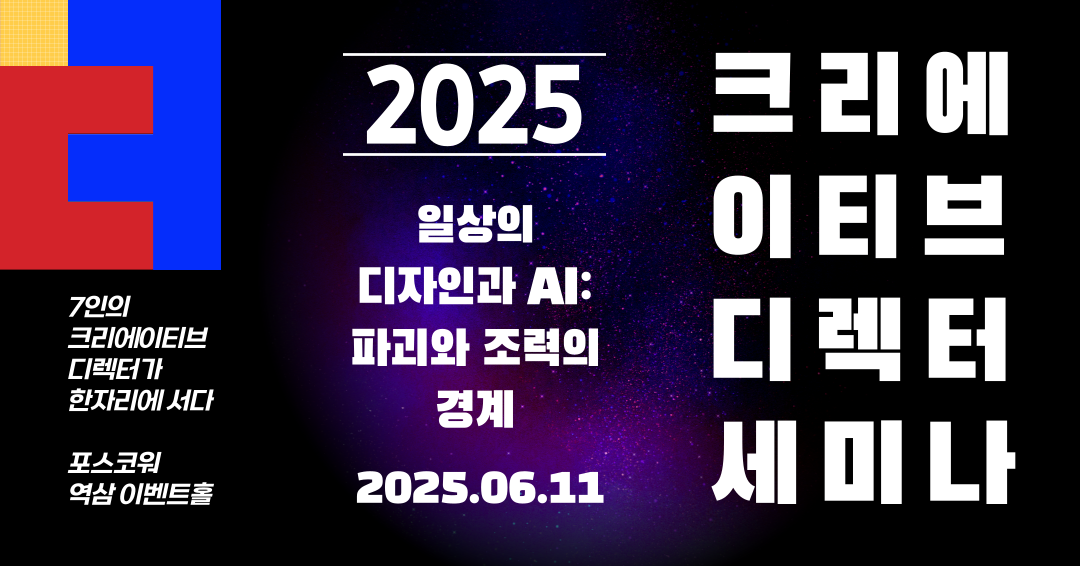 7인의
크리에이티브
디렉터가
한자리에 서다
포스코워
역삼 이벤트홀
2025
일상의
디자인과 AI:
파괴와 조력의
경계
2025.06.11
크리에
이티브
디렉터
세미나